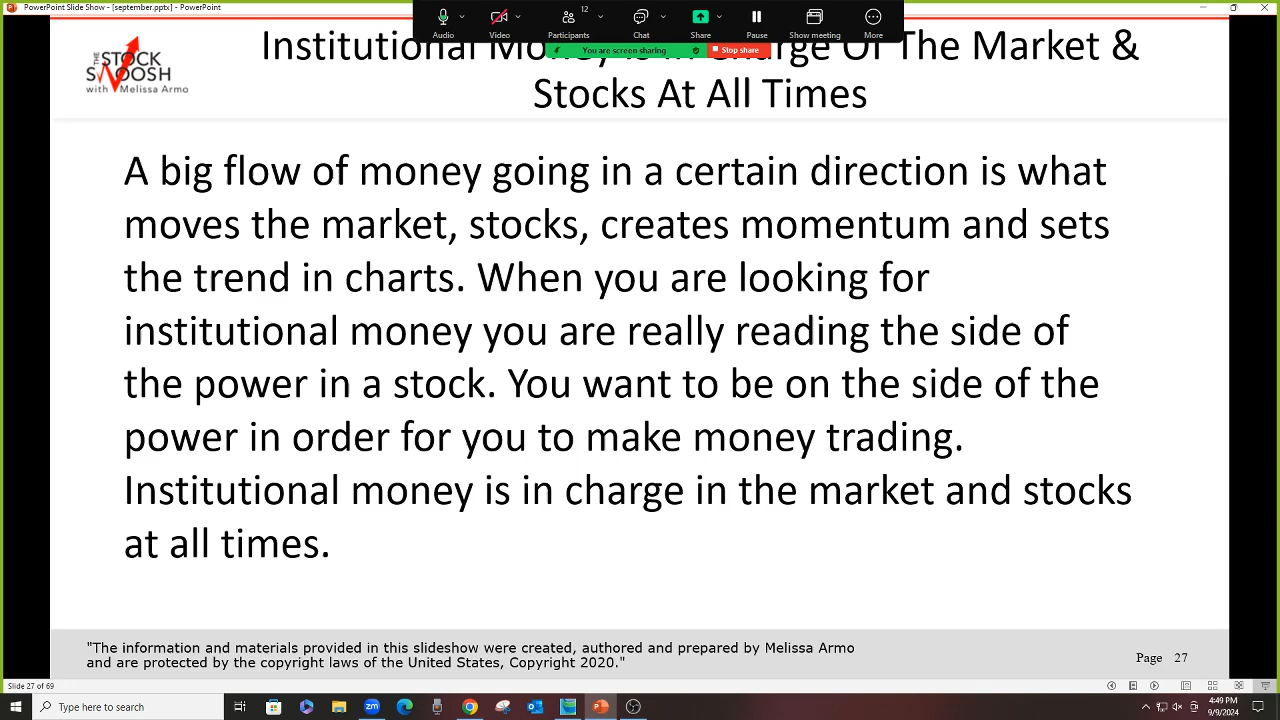 PowerPoint Slide Show - [september.pptx] - PowerPoint
Audio
Video
12
Participants
Chat
Share
Pause
Show meeting
More
You are screen sharing
Stop share
THE
STOCK
SWOOSH
with Melissa Armo
Institutional Money Is In Charge Of The Market &
Stocks At All Times
A big flow of money going in a certain direction is what
moves the market, stocks, creates momentum and sets
the trend in charts. When you are looking for
institutional money you are really reading the side of
the power in a stock. You want to be on the side of the
power in order for you to make money trading.
Institutional money is in charge in the market and stocks
at all times.
"The information and materials provided in this slideshow were created, authored and prepared by Melissa Armo
and are protected by the copyright laws of the United States, Copyright 2020."
Page 27
Slide 27 of 69
Type here to search
zm
4:49 PM
9/9/2024